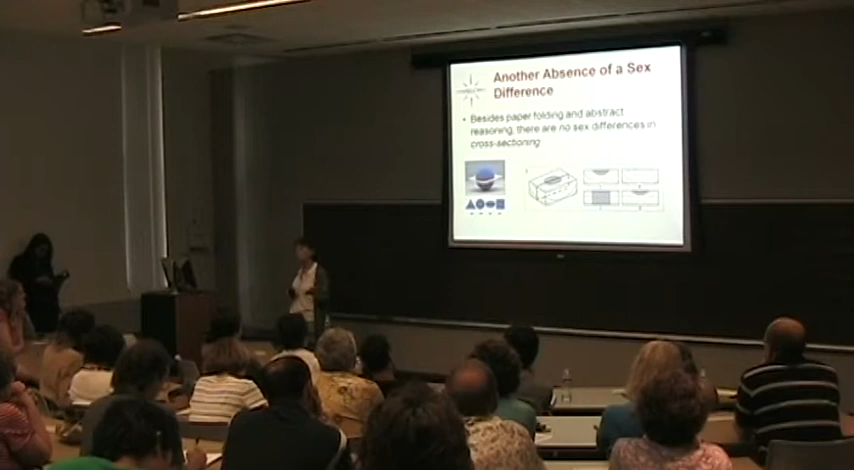 Another Absence of a Sex
Difference
• Besides paper folding and abstract
reasoning, there are no sex differences in
cross-sectioning